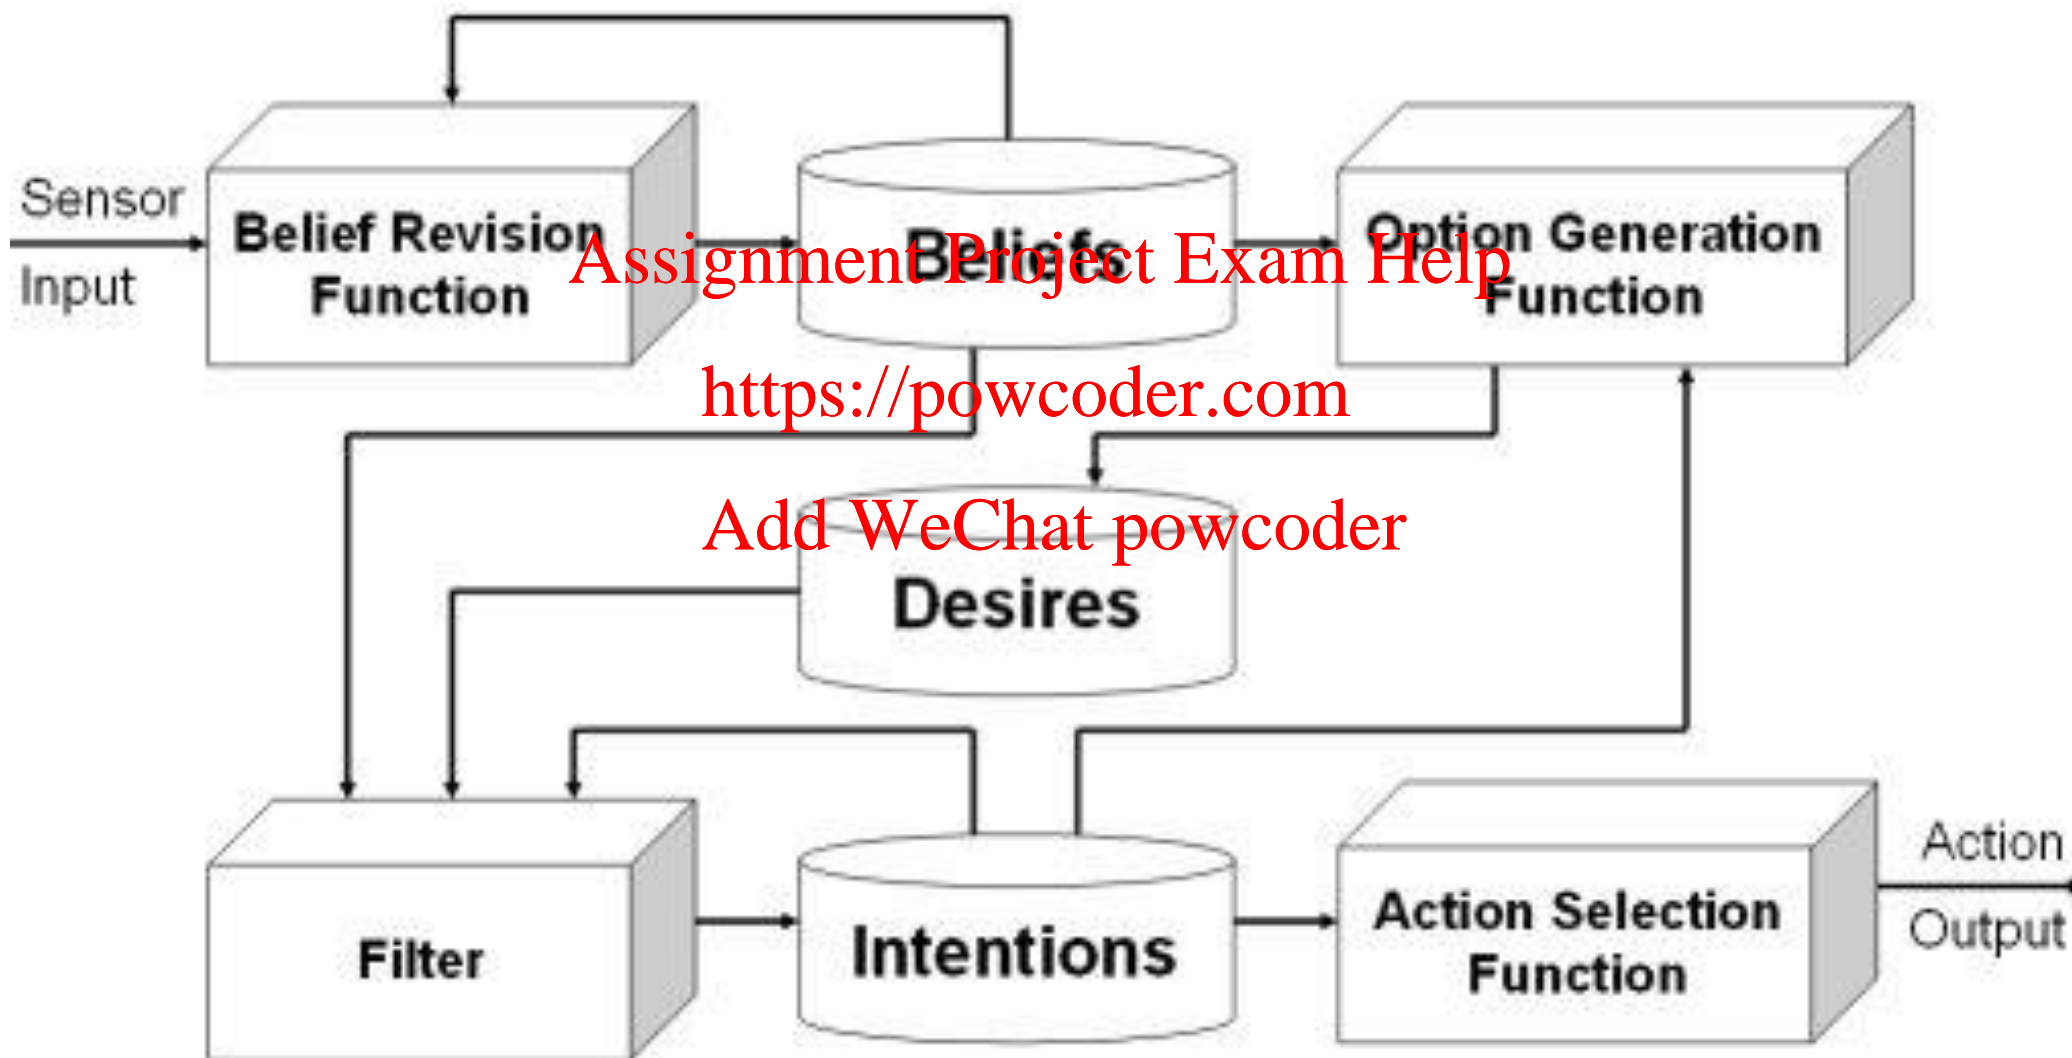 Sensor
Input
Belief Revision
Function
Beliefs
Option Generation
Function
Assignment Project Exam Help
https://powcoder.com
Add WeChat powcoder
Desires
Filter
Intentions
Action Selection
Function
Action
Output